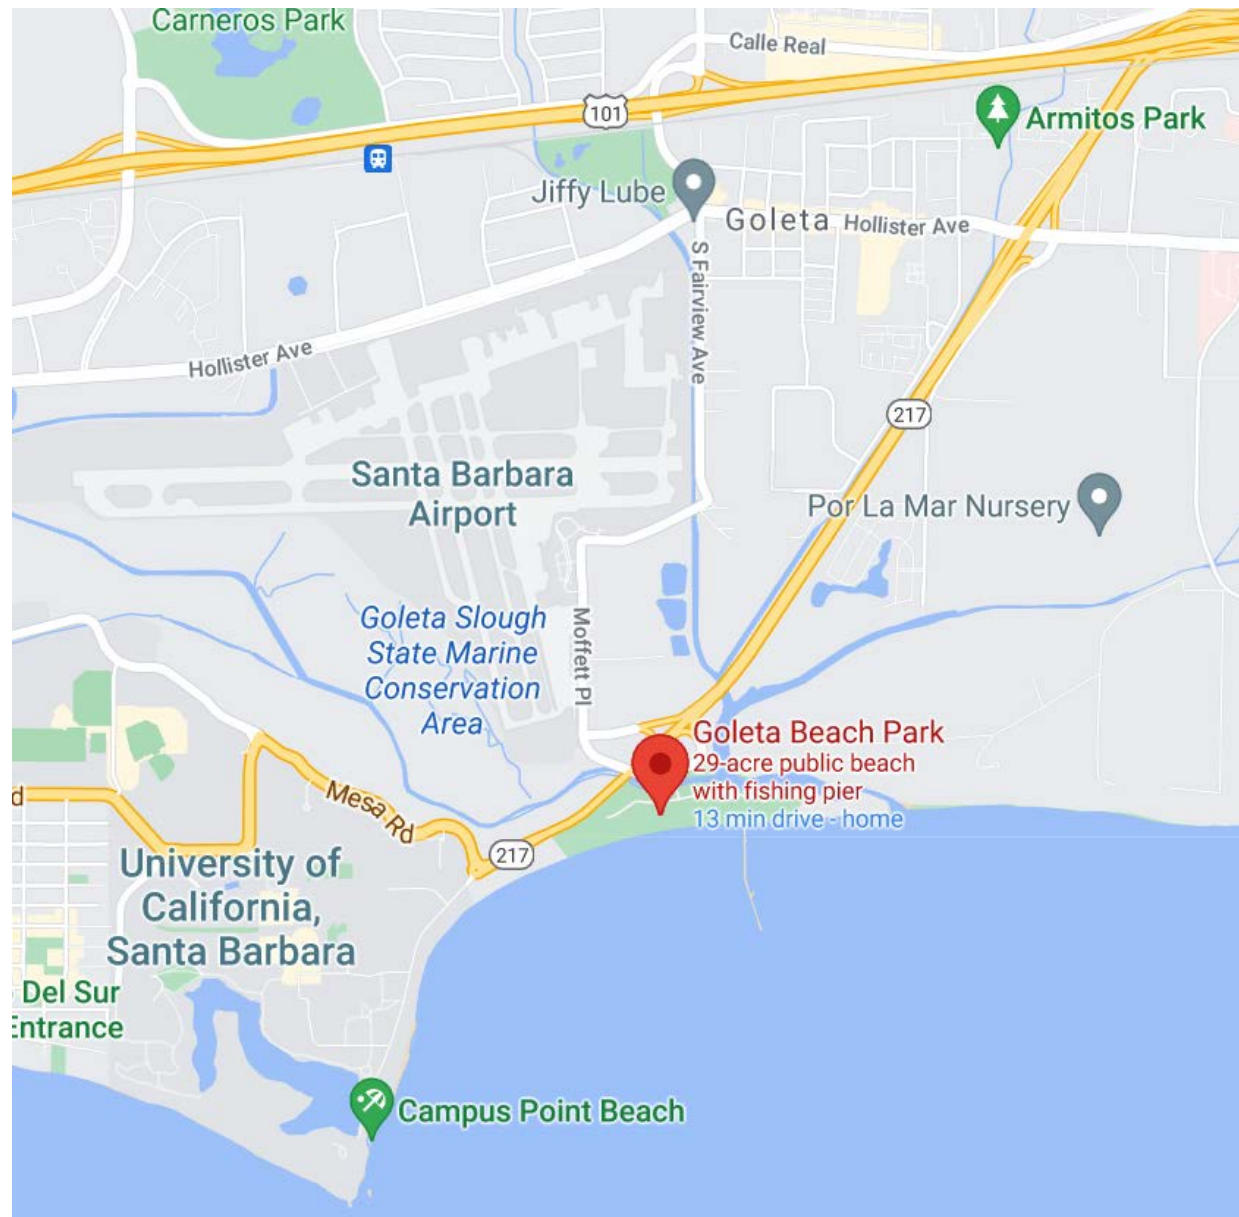 Carneros Park
Calle Real
101
Armitos Park
Jiffy Lube
Goleta
Hollister Ave
S Fairview Ave
Hollister Ave
217
Santa Barbara
Airport
Por La Mar Nursery
Goleta Slough
State Marine
Conservation
Area
Moffett Pl
Goleta Beach Park
29-acre public beach
with fishing pier
13 min drive - home
d
Mesa Rd
217
University of
California,
Santa Barbara
Del Sur
Entrance
Campus Point Beach